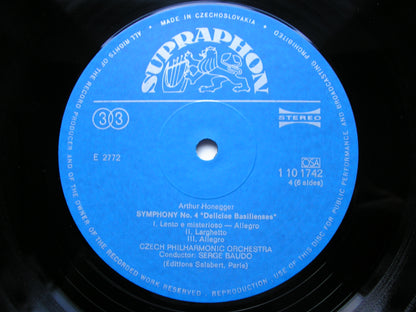 MADE IN CZECHOSLOVAKIA
SUPRAPHON
33
STEREO
E 2772
OSA
1 10 1742
4 (6 sides)
Arthur Honegger
SYMPHONY No. 4 "Deliciae Basilienses"
I. Lento e misterioso — Allegro
II. Larghetto
III. Allegro
CZECH PHILHARMONIC ORCHESTRA
Conductor: SERGE BAUDO
(Editions Salabert, Paris)
ALL RIGHTS OF THE RECORD PRODUCER AND OF THE OWNER OF THE RECORDED WORK RESERVED · REPRODUCTION · USE OF THIS DISC FOR PUBLIC PERFORMANCE AND BROADCASTING PROHIBITED